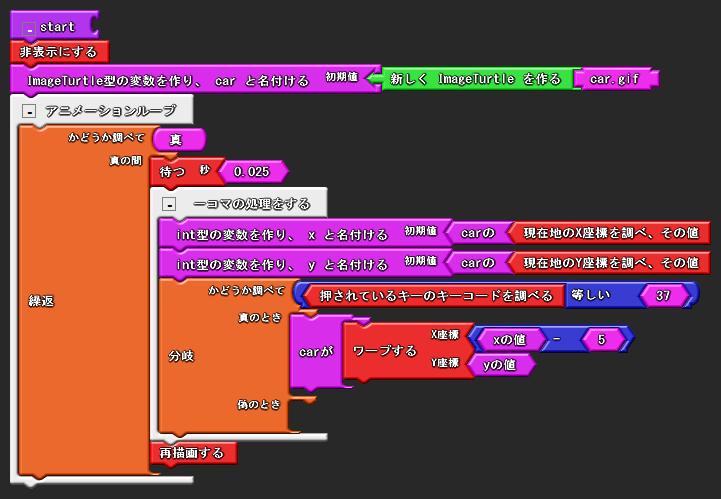 start
非表示にする
ImageTurtle型の変数を作り、 car と名付ける 初期値 新しく ImageTurtle を作る car.gif
アニメーションループ
かどうか調べて 真
真の間
待つ 秒 0.025
一コマの処理をする
int型の変数を作り、 x と名付ける 初期値 carの 現在地のX座標を調べ、その値
int型の変数を作り、 y と名付ける 初期値 carの 現在地のY座標を調べ、その値
かどうか調べて 押されているキーのキーコードを調べる 等しい 37
繰返
分岐
真のとき
carが ワープする X座標 xの値 - 5
Y座標 yの値
偽のとき
再描画する